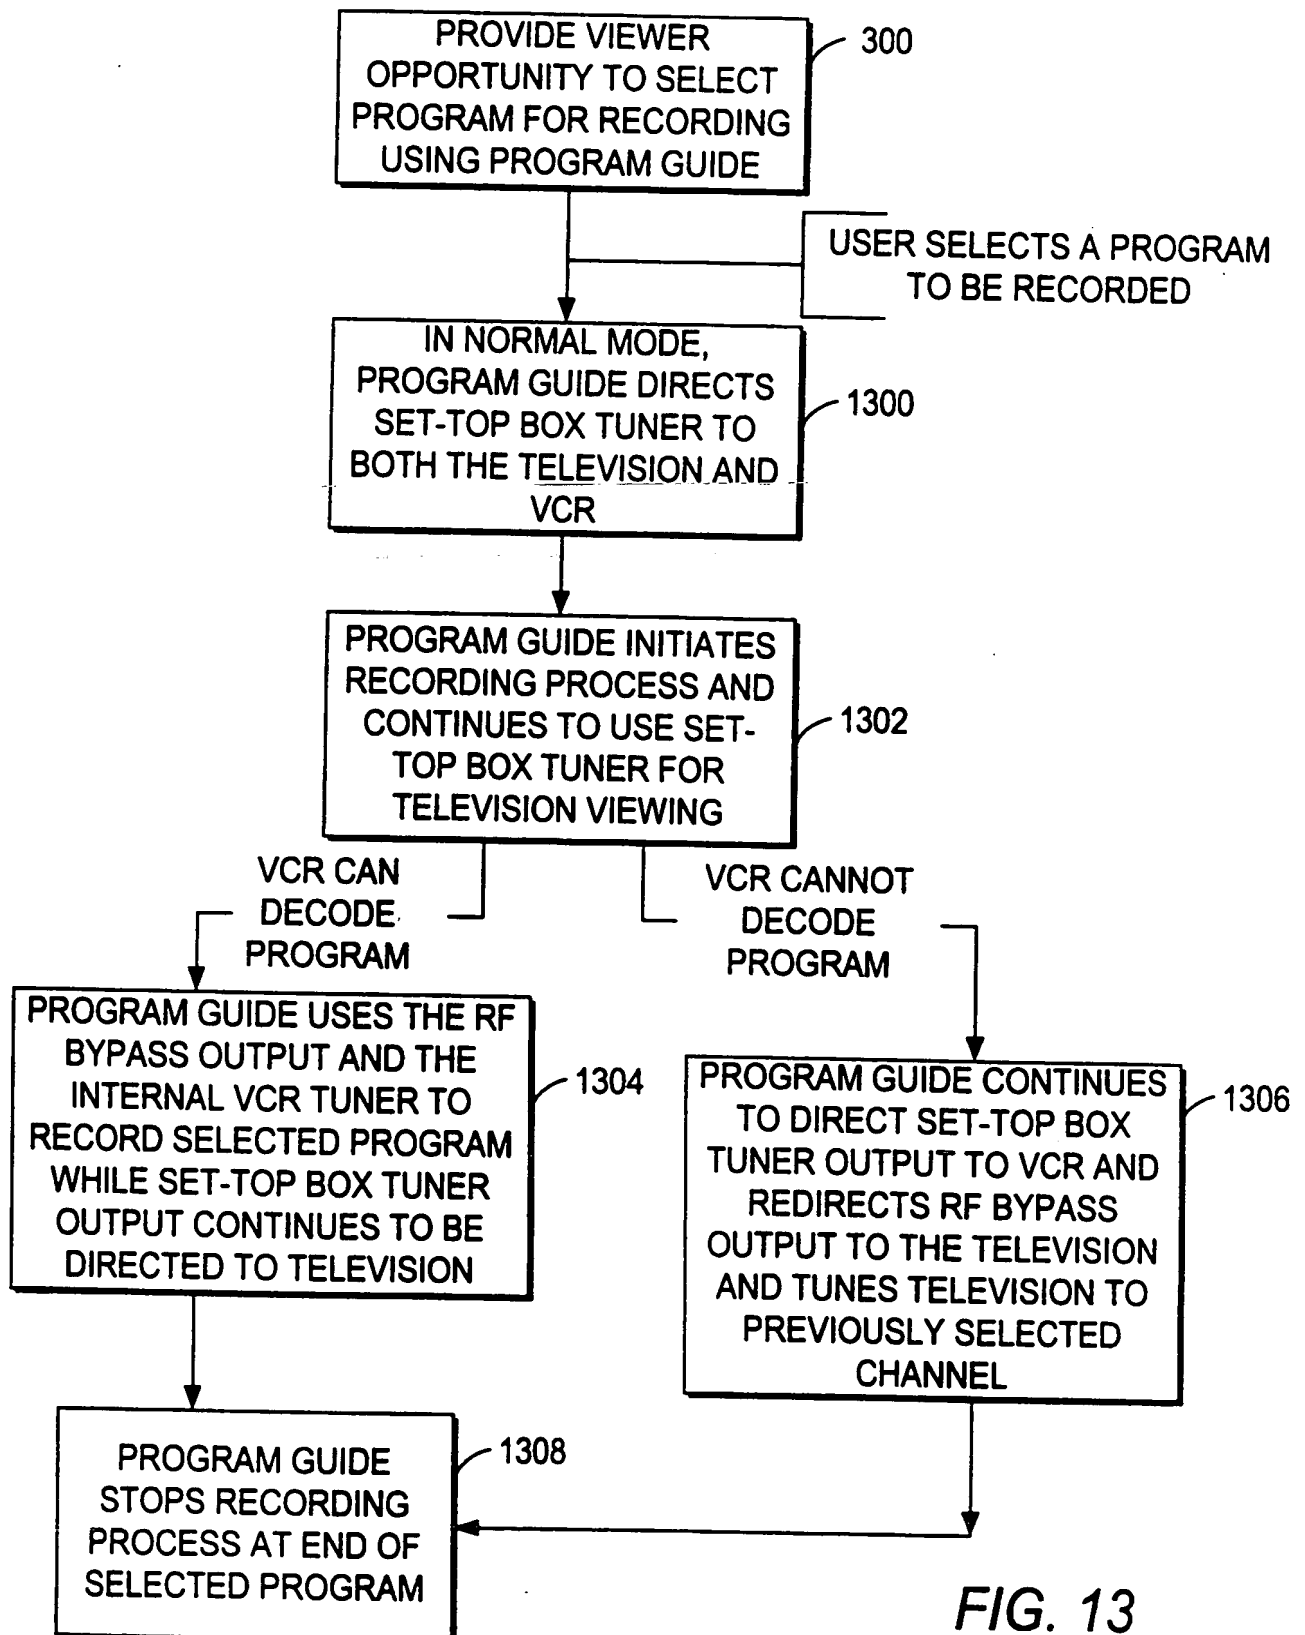 PROVIDE VIEWER
OPPORTUNITY TO SELECT
PROGRAM FOR RECORDING
USING PROGRAM GUIDE
300
USER SELECTS A PROGRAM
TO BE RECORDED
IN NORMAL MODE,
PROGRAM GUIDE DIRECTS
SET-TOP BOX TUNER TO
BOTH THE TELEVISION AND
VCR
1300
PROGRAM GUIDE INITIATES
RECORDING PROCESS AND
CONTINUES TO USE SET-
TOP BOX TUNER FOR
TELEVISION VIEWING
1302
VCR CAN
DECODE
PROGRAM
VCR CANNOT
DECODE
PROGRAM
PROGRAM GUIDE USES THE RF
BYPASS OUTPUT AND THE
INTERNAL VCR TUNER TO
RECORD SELECTED PROGRAM
WHILE SET-TOP BOX TUNER
OUTPUT CONTINUES TO BE
DIRECTED TO TELEVISION
1304
PROGRAM GUIDE CONTINUES
TO DIRECT SET-TOP BOX
TUNER OUTPUT TO VCR AND
REDIRECTS RF BYPASS
OUTPUT TO THE TELEVISION
AND TUNES TELEVISION TO
PREVIOUSLY SELECTED
CHANNEL
1306
PROGRAM GUIDE
STOPS RECORDING
PROCESS AT END OF
SELECTED PROGRAM
1308
FIG. 13